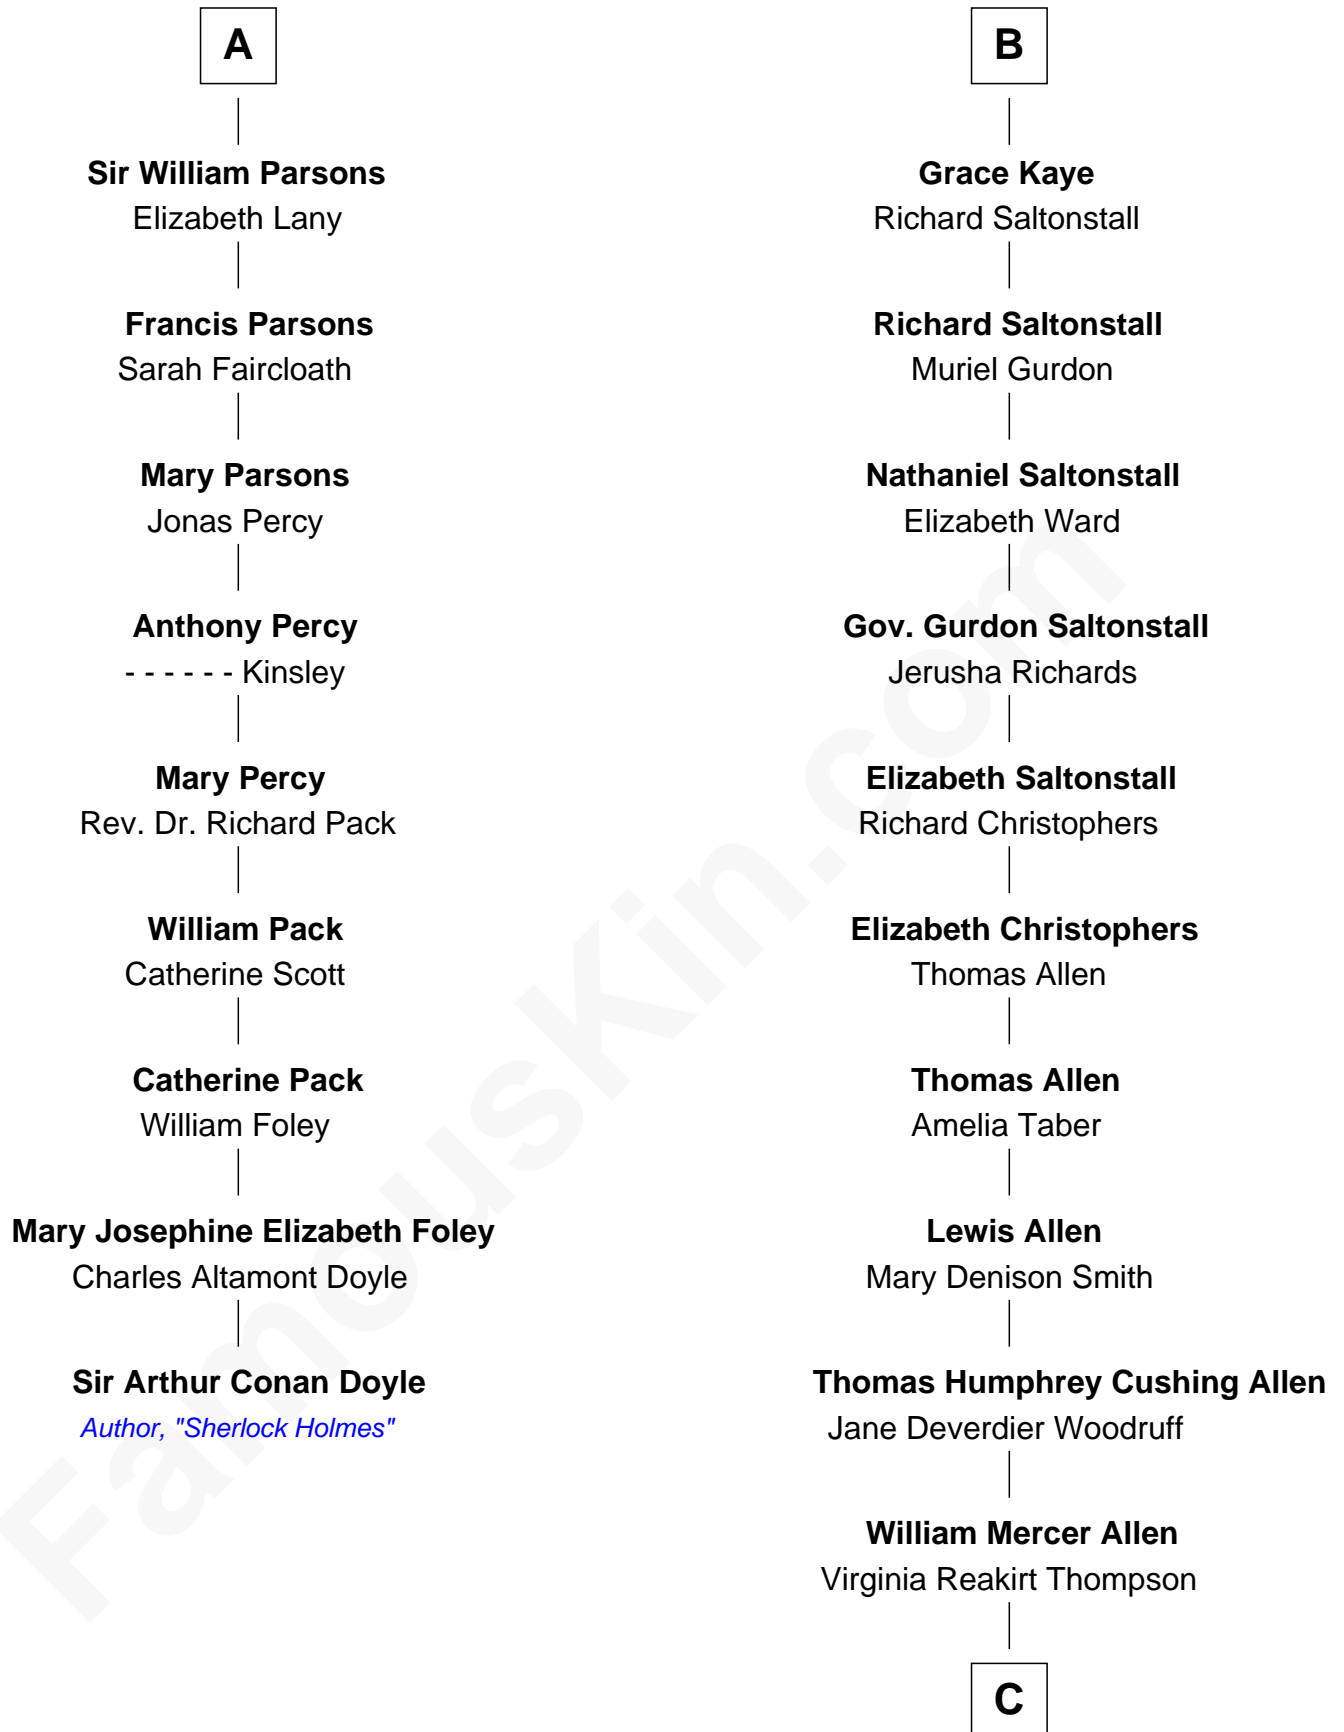 A
Sir William Parsons
Elizabeth Lany
Francis Parsons
Sarah Faircloath
Mary Parsons
Jonas Percy
Anthony Percy
- - - - - - Kinsley
Mary Percy
Rev. Dr. Richard Pack
William Pack
Catherine Scott
Catherine Pack
William Foley
Mary Josephine Elizabeth Foley
Charles Altamont Doyle
Sir Arthur Conan Doyle
Author, "Sherlock Holmes"
B
Grace Kaye
Richard Saltonstall
Richard Saltonstall
Muriel Gurdon
Nathaniel Saltonstall
Elizabeth Ward
Gov. Gurdon Saltonstall
Jerusha Richards
Elizabeth Saltonstall
Richard Christophers
Elizabeth Christophers
Thomas Allen
Thomas Allen
Amelia Taber
Lewis Allen
Mary Denison Smith
Thomas Humphrey Cushing Allen
Jane Deverdier Woodruff
William Mercer Allen
Virginia Reakirt Thompson
C
FamousKin.com